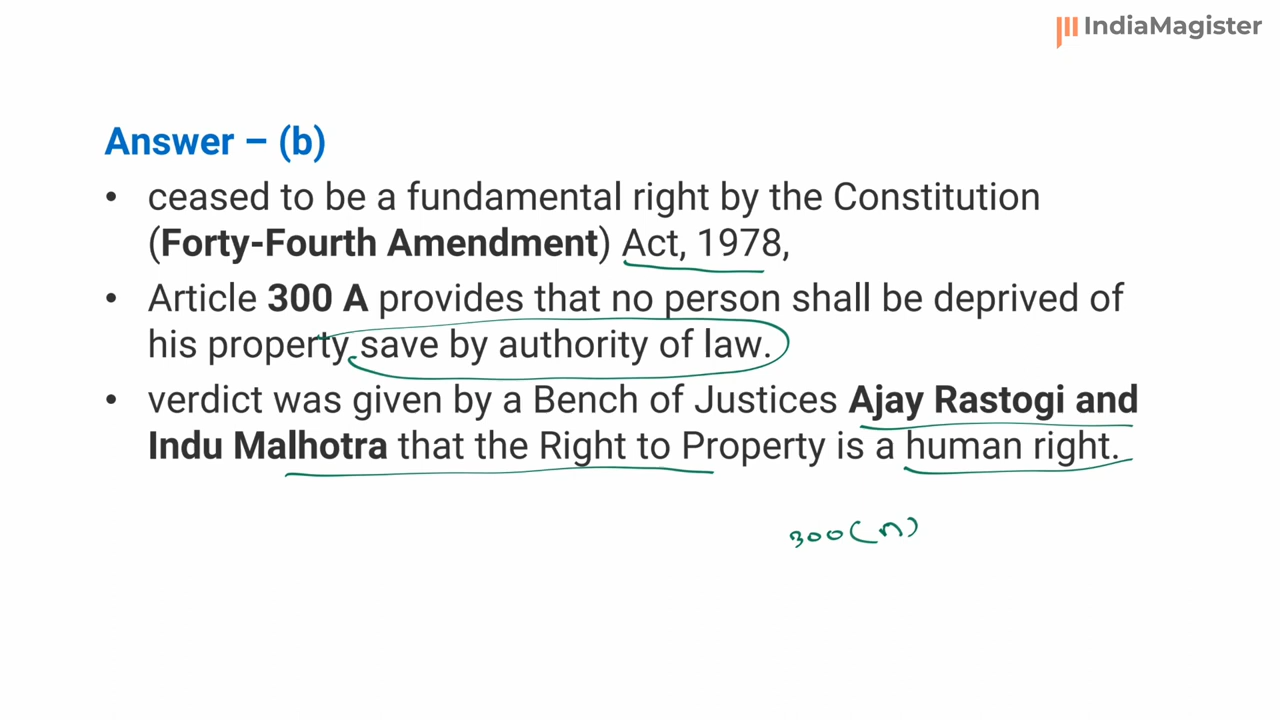 IndiaMagister
Answer – (b)
• ceased to be a fundamental right by the Constitution
(Forty-Fourth Amendment) Act, 1978,
• Article 300 A provides that no person shall be deprived of
his property save by authority of law.
• verdict was given by a Bench of Justices Ajay Rastogi and
Indu Malhotra that the Right to Property is a human right.
300